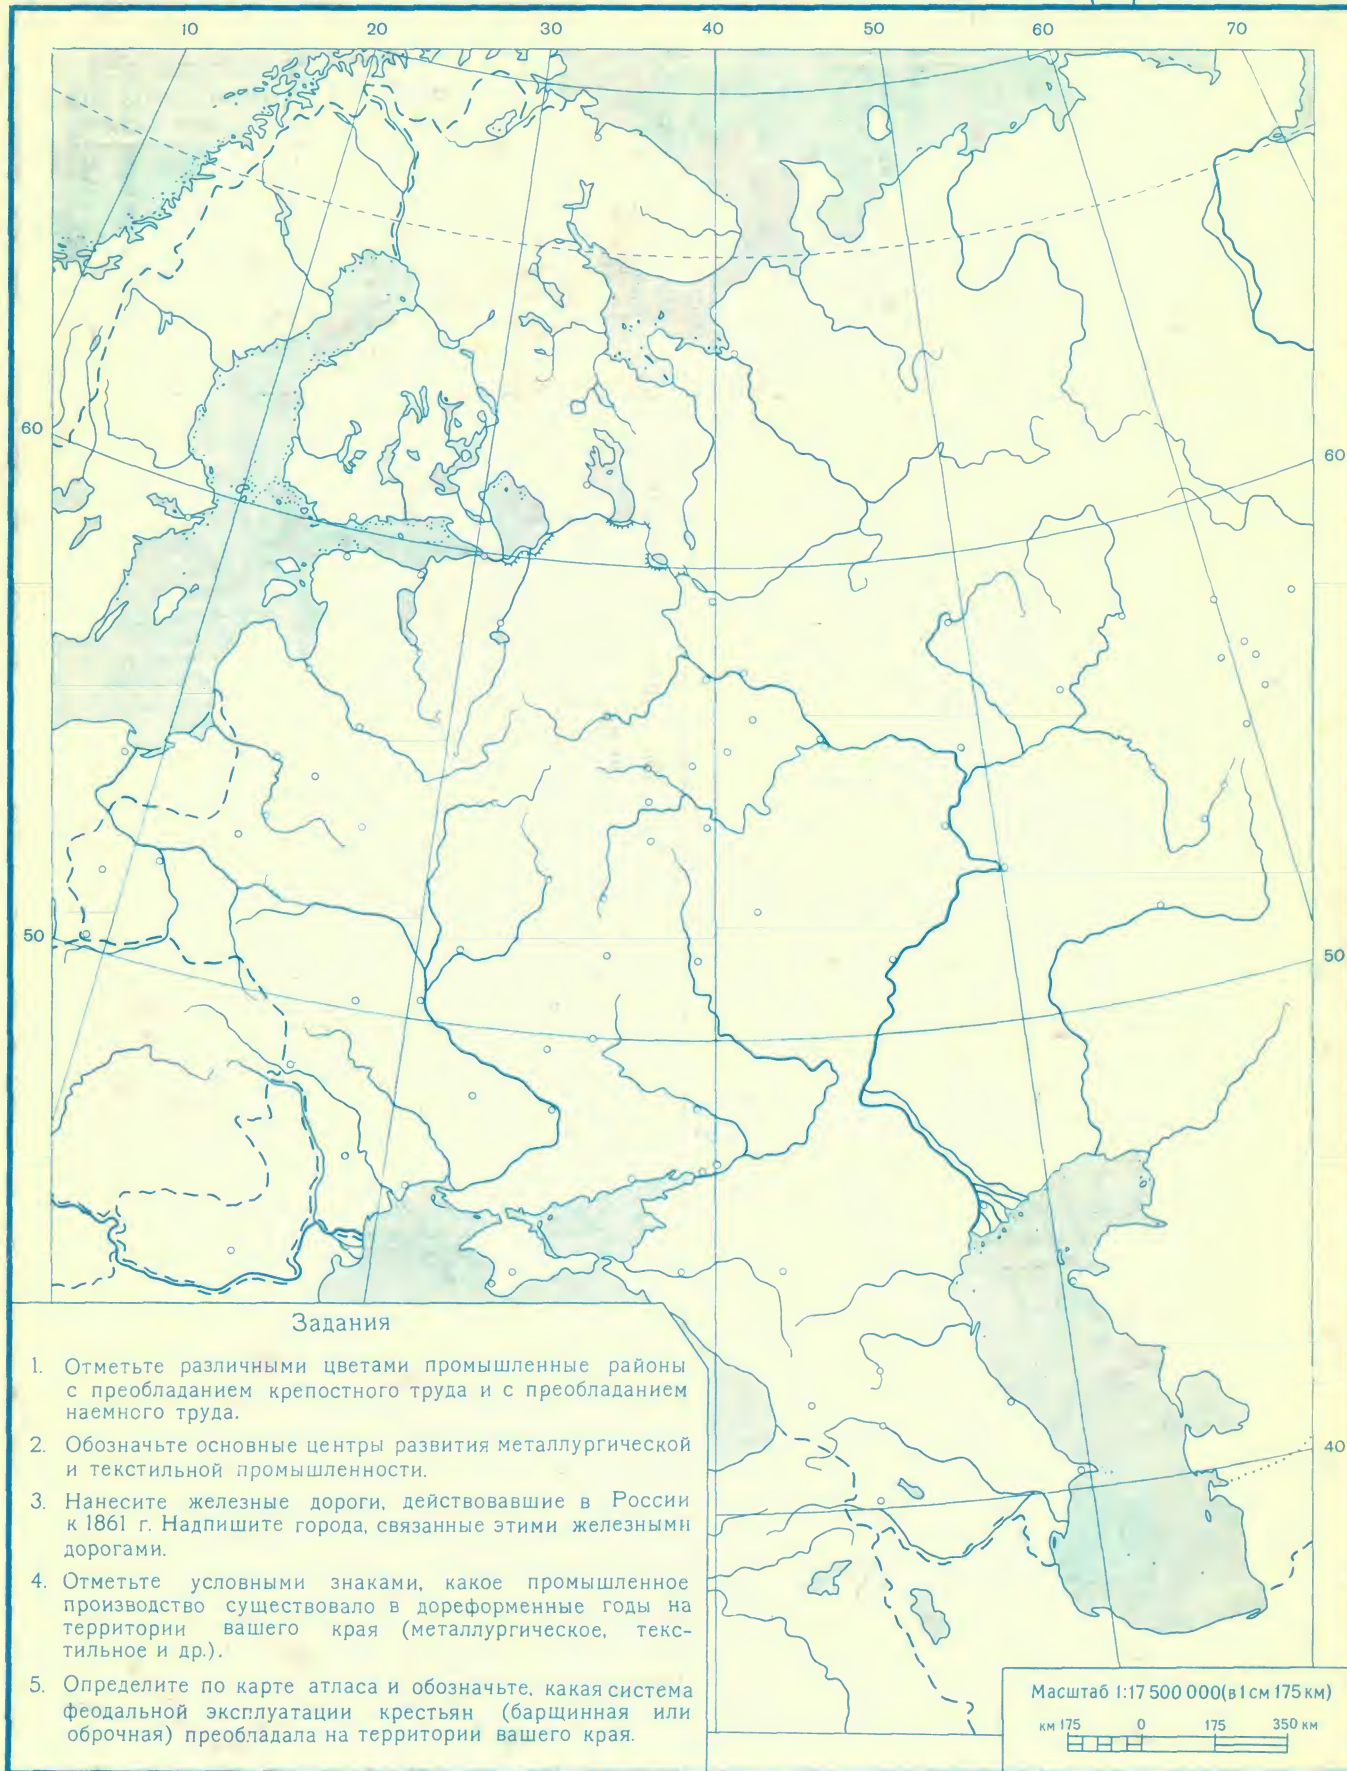 10 20 30 40 50 60 70
60
60
50
50
40
Задания
1. Отметьте различными цветами промышленные районы
с преобладанием крепостного труда и с преобладанием
наемного труда.
2. Обозначьте основные центры развития металлургической
и текстильной промышленности.
3. Нанесите железные дороги, действовавшие в России
к 1861 г. Надпишите города, связанные этими железными
дорогами.
4. Отметьте условными знаками, какое промышленное
производство существовало в дореформенные годы на
территории вашего края (металлургическое, текс-
тильное и др.).
5. Определите по карте атласа и обозначьте, какая система
феодальной эксплуатации крестьян (барщинная или
оброчная) преобладала на территории вашего края.
Масштаб 1:17 500 000(в 1 см 175 км)
км 175 0 175 350 км